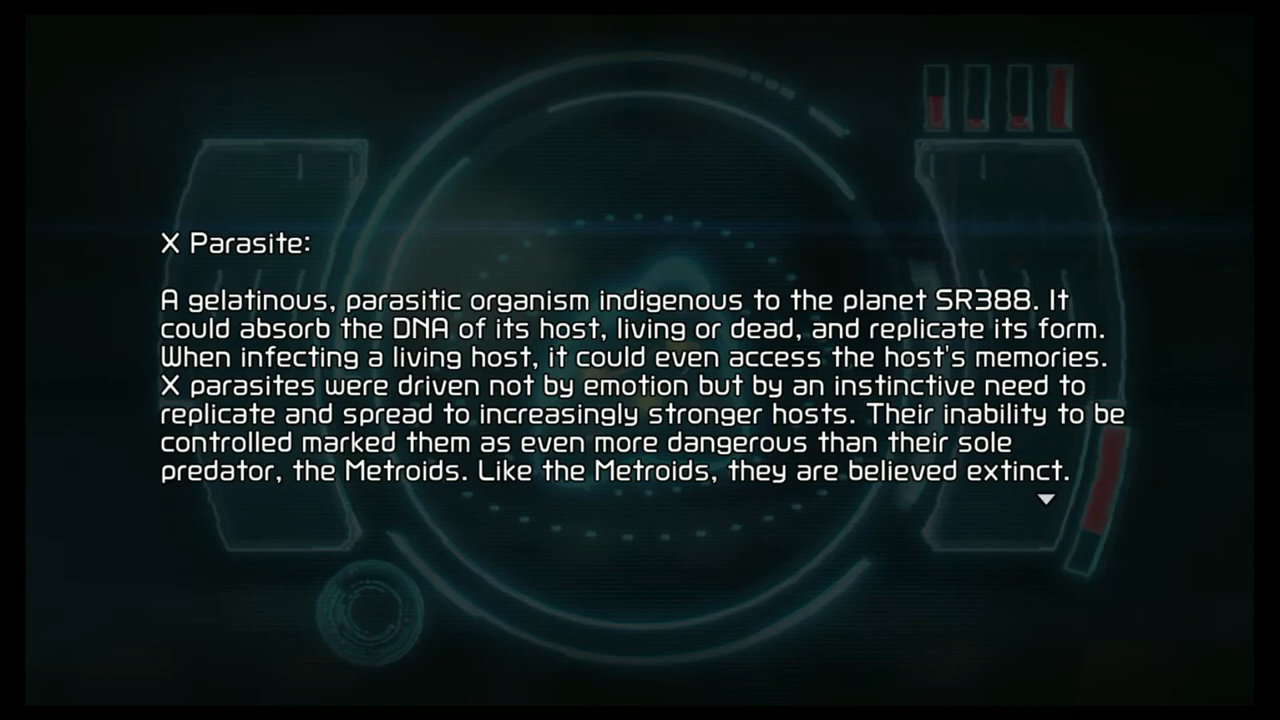 X Parasite:
A gelatinous, parasitic organism indigenous to the planet SR388. It
could absorb the DNA of its host, living or dead, and replicate its form.
When infecting a living host, it could even access the host's memories.
X parasites were driven not by emotion but by an instinctive need to
replicate and spread to increasingly stronger hosts. Their inability to be
controlled marked them as even more dangerous than their sole
predator, the Metroids. Like the Metroids, they are believed extinct.